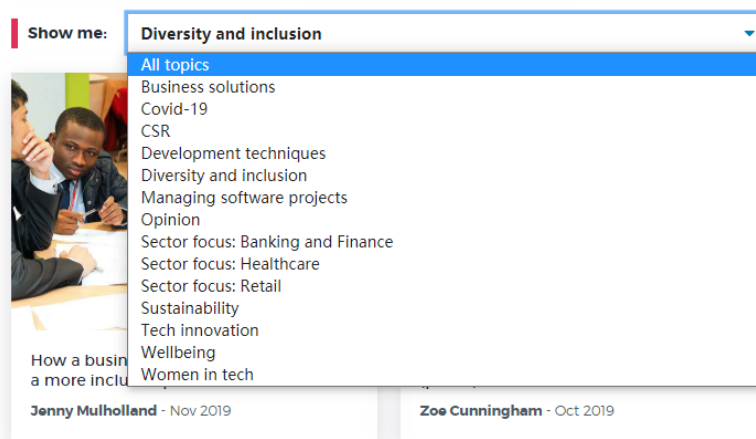 Show me:
Diversity and inclusion
All topics
Business solutions
Covid-19
CSR
Development techniques
Diversity and inclusion
Managing software projects
Opinion
Sector focus: Banking and Finance
Sector focus: Healthcare
Sector focus: Retail
Sustainability
Tech innovation
Wellbeing
Women in tech
How a busin
a more inclu
Jenny Mulholland - Nov 2019
Zoe Cunningham - Oct 2019